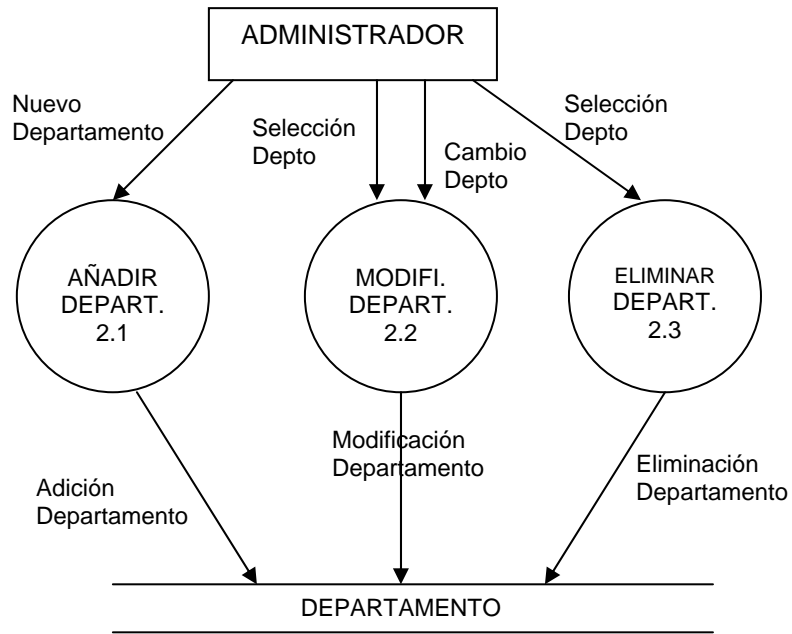 ADMINISTRADOR
Nuevo
Departamento
Selección
Depto
Cambio
Depto
Selección
Depto
AÑADIR
DEPART.
2.1
MODIFI.
DEPART.
2.2
ELIMINAR
DEPART.
2.3
Adición
Departamento
Modificación
Departamento
Eliminación
Departamento
DEPARTAMENTO